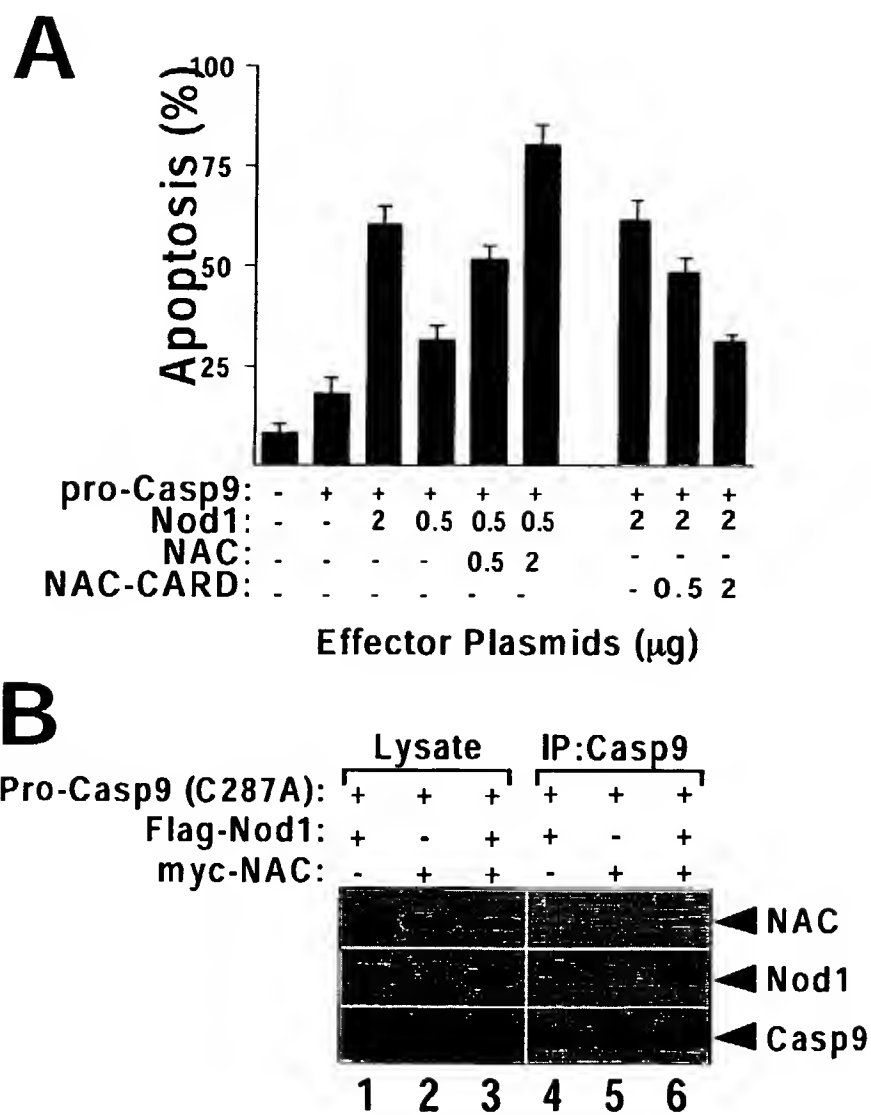 A
Apoptosis (%)
100
75
50
25
pro-Casp9: - + + + + + + + +
Nod1: - - 2 0.5 0.5 0.5 2 2 2
NAC: - - - - 0.5 2 - - -
NAC-CARD: - - - - - - - 0.5 2
Effector Plasmids (µg)
B
Lysate IP:Casp9
Pro-Casp9 (C287A): + + + + + +
Flag-Nod1: + - + + - +
myc-NAC: - + + - + +
NAC
Nod1
Casp9
1 2 3 4 5 6